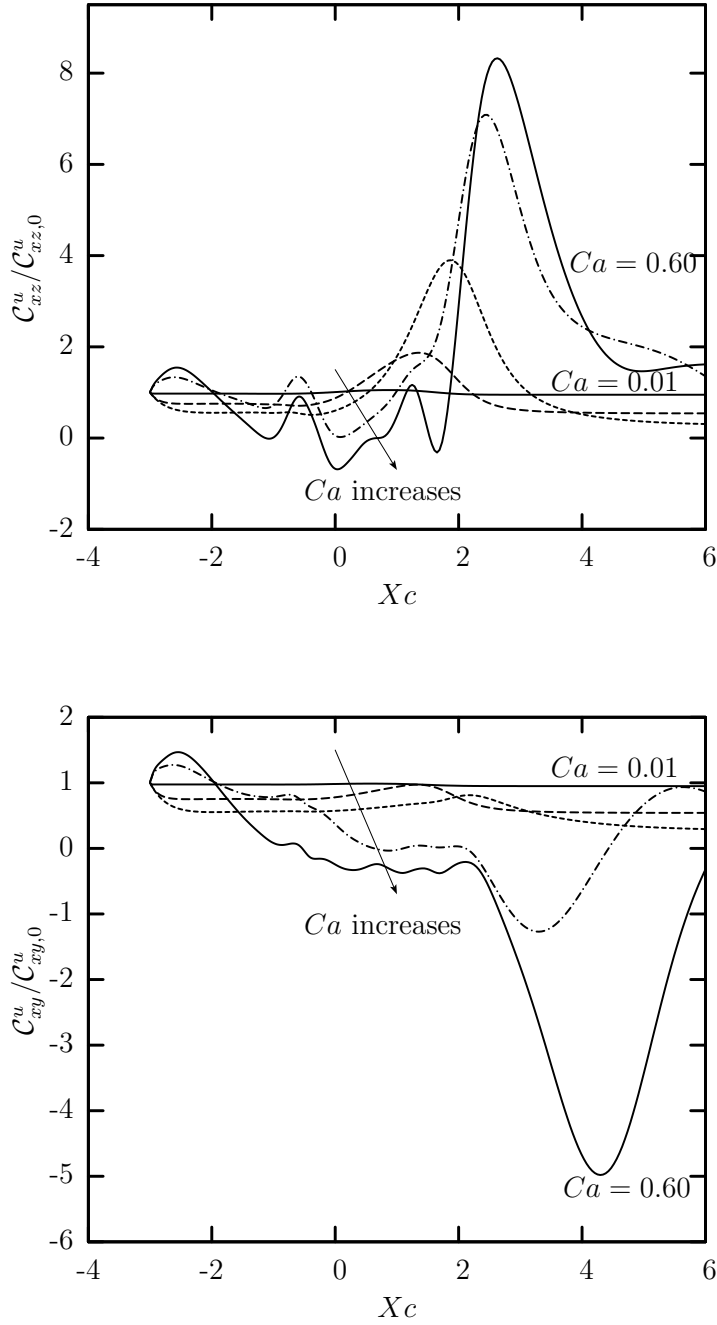 8
6
4
2
0
-2
-4 -2 0 2 4 6
Xc
C^u_{xz}/C^u_{xz,0}
Ca = 0.60
Ca = 0.01
Ca increases
2
1
0
-1
-2
-3
-4
-5
-6
-4 -2 0 2 4 6
Xc
C^u_{xy}/C^u_{xy,0}
Ca = 0.01
Ca increases
Ca = 0.60